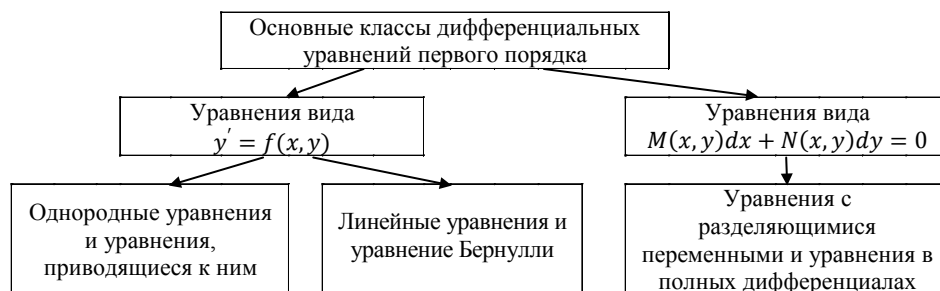 Основные классы дифференциальных
уравнений первого порядка
Уравнения вида
y′ = f(x, y)
Уравнения вида
M(x, y)dx + N(x, y)dy = 0
Однородные уравнения
и уравнения,
приводящиеся к ним
Линейные уравнения и
уравнение Бернулли
Уравнения с
разделяющимися
переменными и уравнения в
полных дифференциалах